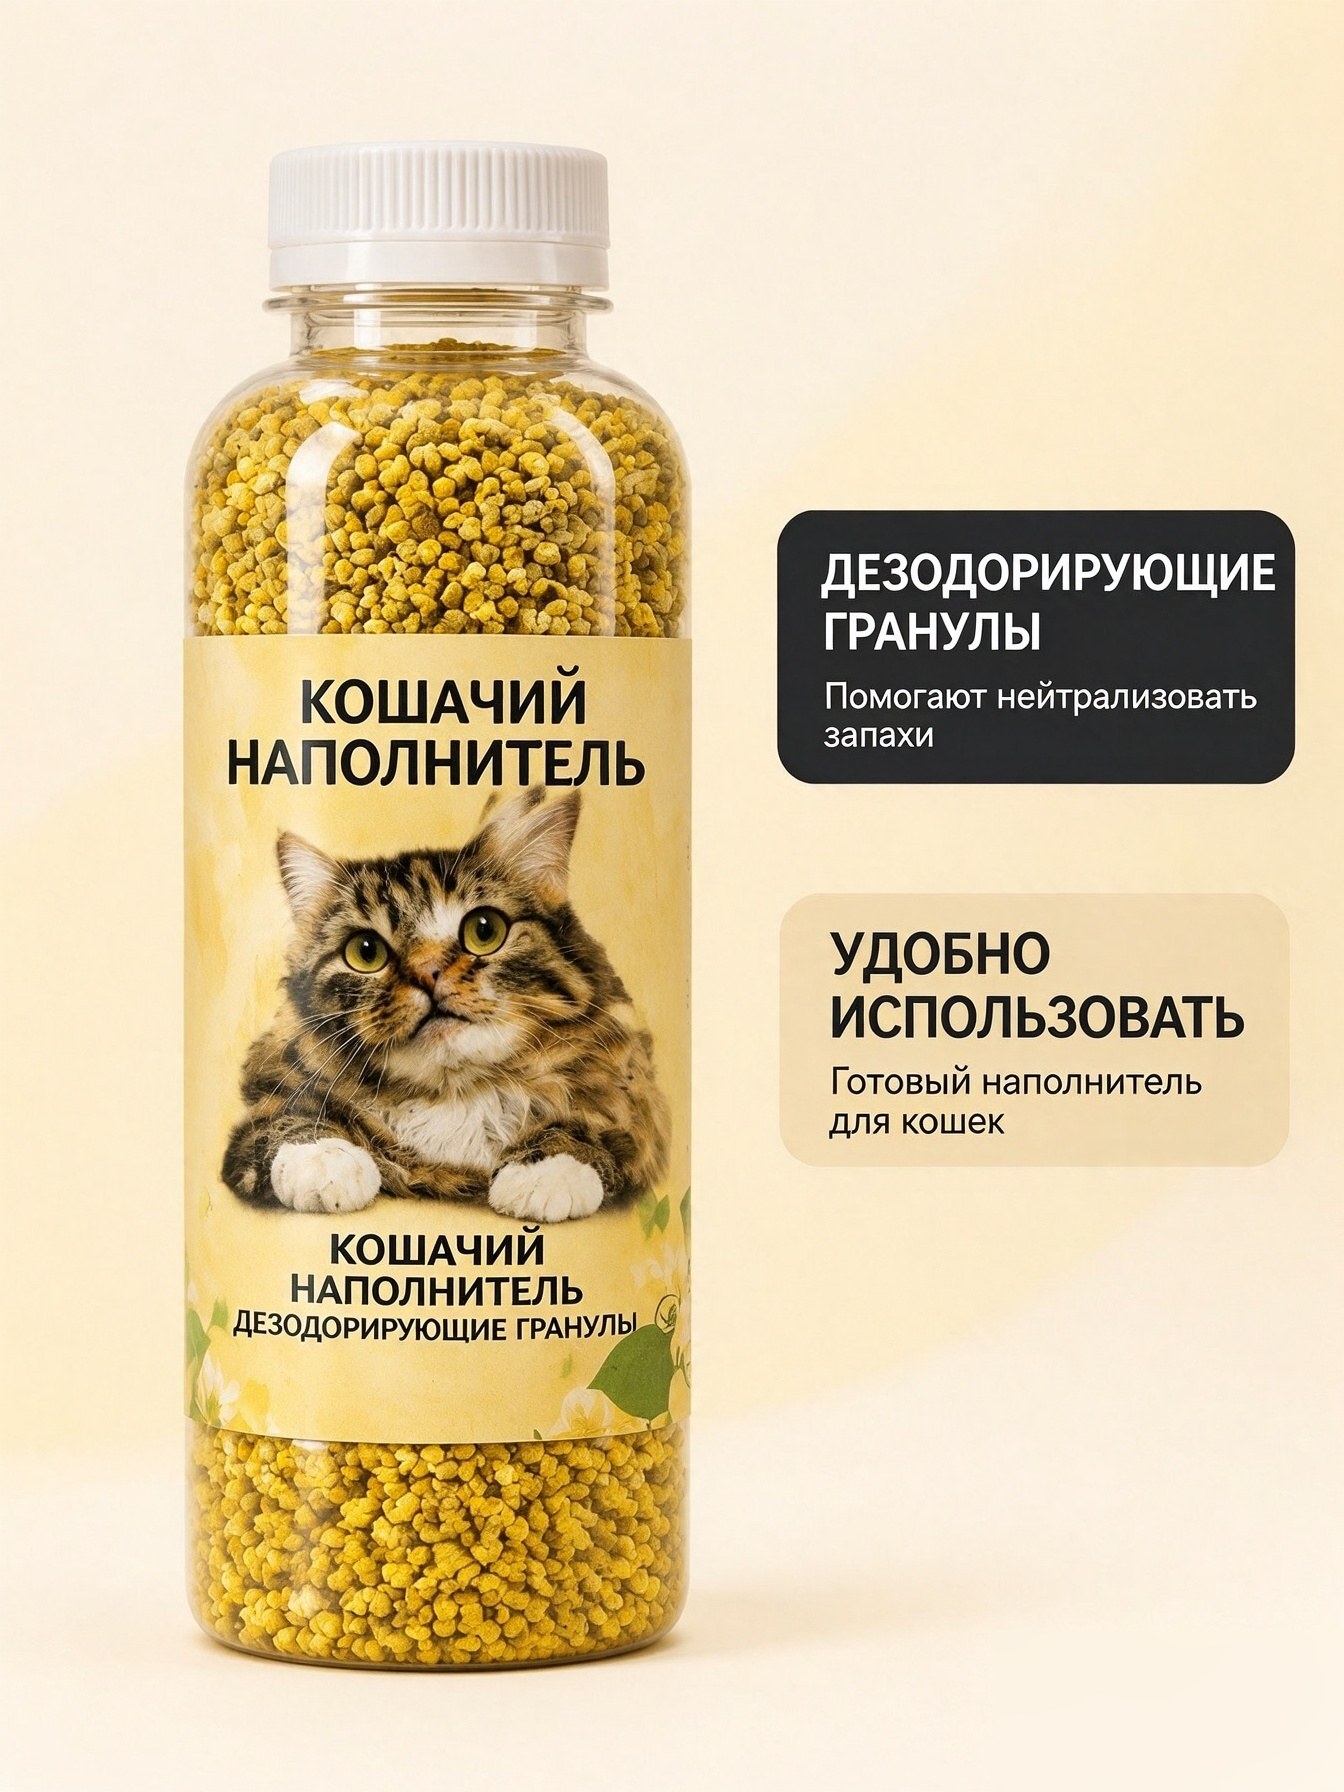 КОШАЧИЙ
НАПОЛНИТЕЛЬ
КОШАЧИЙ
НАПОЛНИТЕЛЬ
ДЕЗОДОРИРУЮЩИЕ ГРАНУЛЫ
ДЕЗОДОРИРУЮЩИЕ
ГРАНУЛЫ
Помогают нейтрализовать
запахи
УДОБНО
ИСПОЛЬЗОВАТЬ
Готовый наполнитель
для кошек